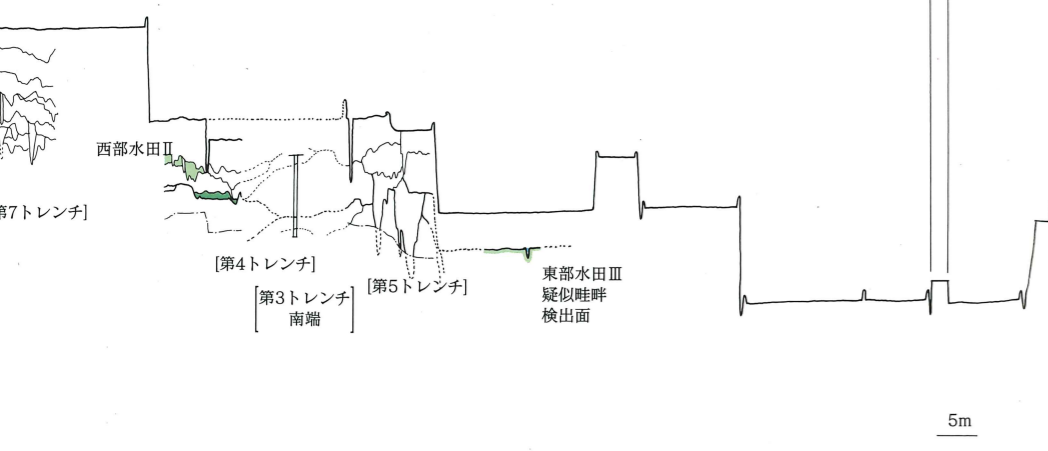 西部水田Ⅱ
第7トレンチ]
[第4トレンチ]
[第3トレンチ
南端]
[第5トレンチ]
東部水田Ⅲ
疑似畦畔
検出面
5m